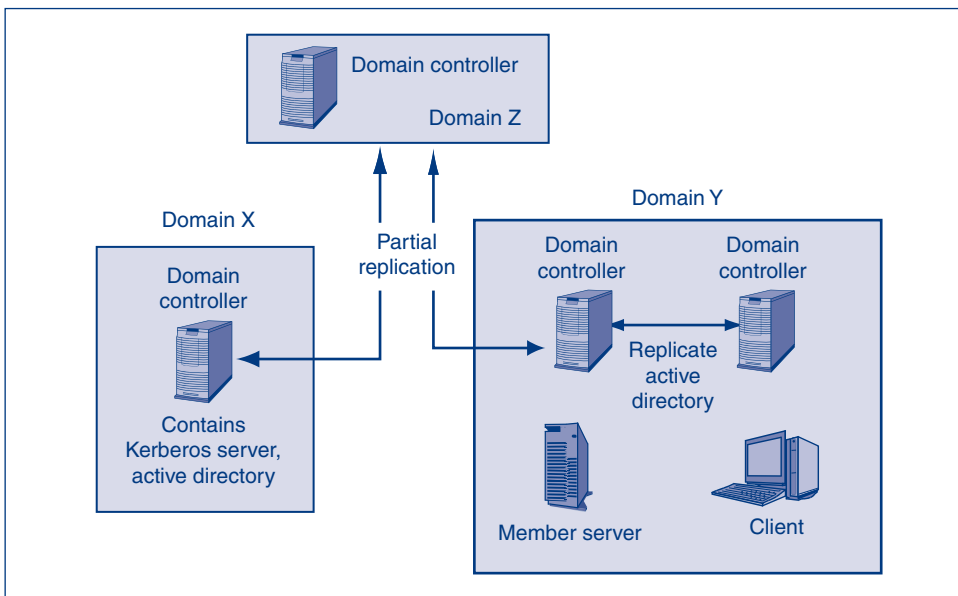 Domain controller
Domain Z
Domain X
Domain
controller
Contains
Kerberos server,
active directory
Partial
replication
Domain Y
Domain
controller
Domain
controller
Replicate
active
directory
Member server
Client